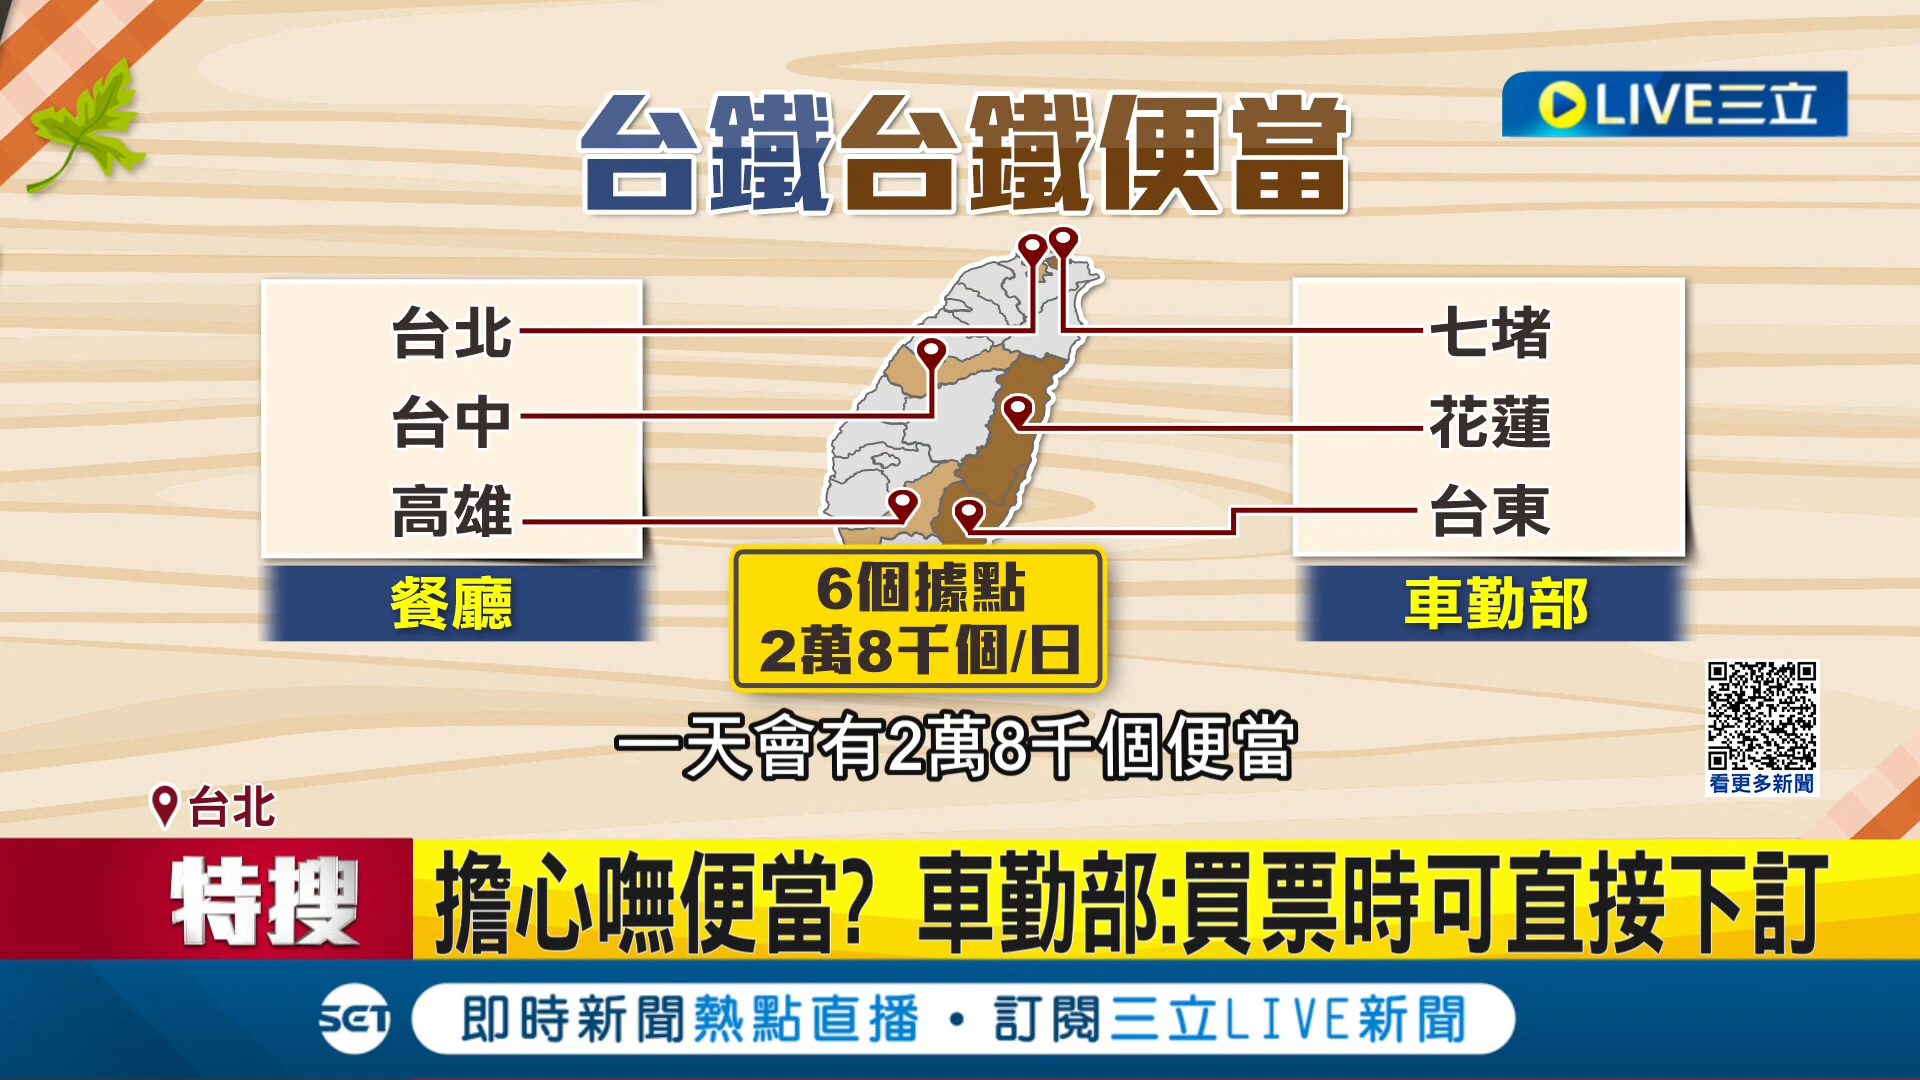 台鐵台鐵便當
LIVE三立
台北
台中
高雄
餐廳
七堵
花蓮
台東
車勤部
6個據點
2萬8千個/日
一天會有2萬8千個便當
看更多新聞
台北
特搜
擔心嘸便當? 車勤部:買票時可直接下訂
SET
即時新聞熱點直播・訂閱三立LIVE新聞